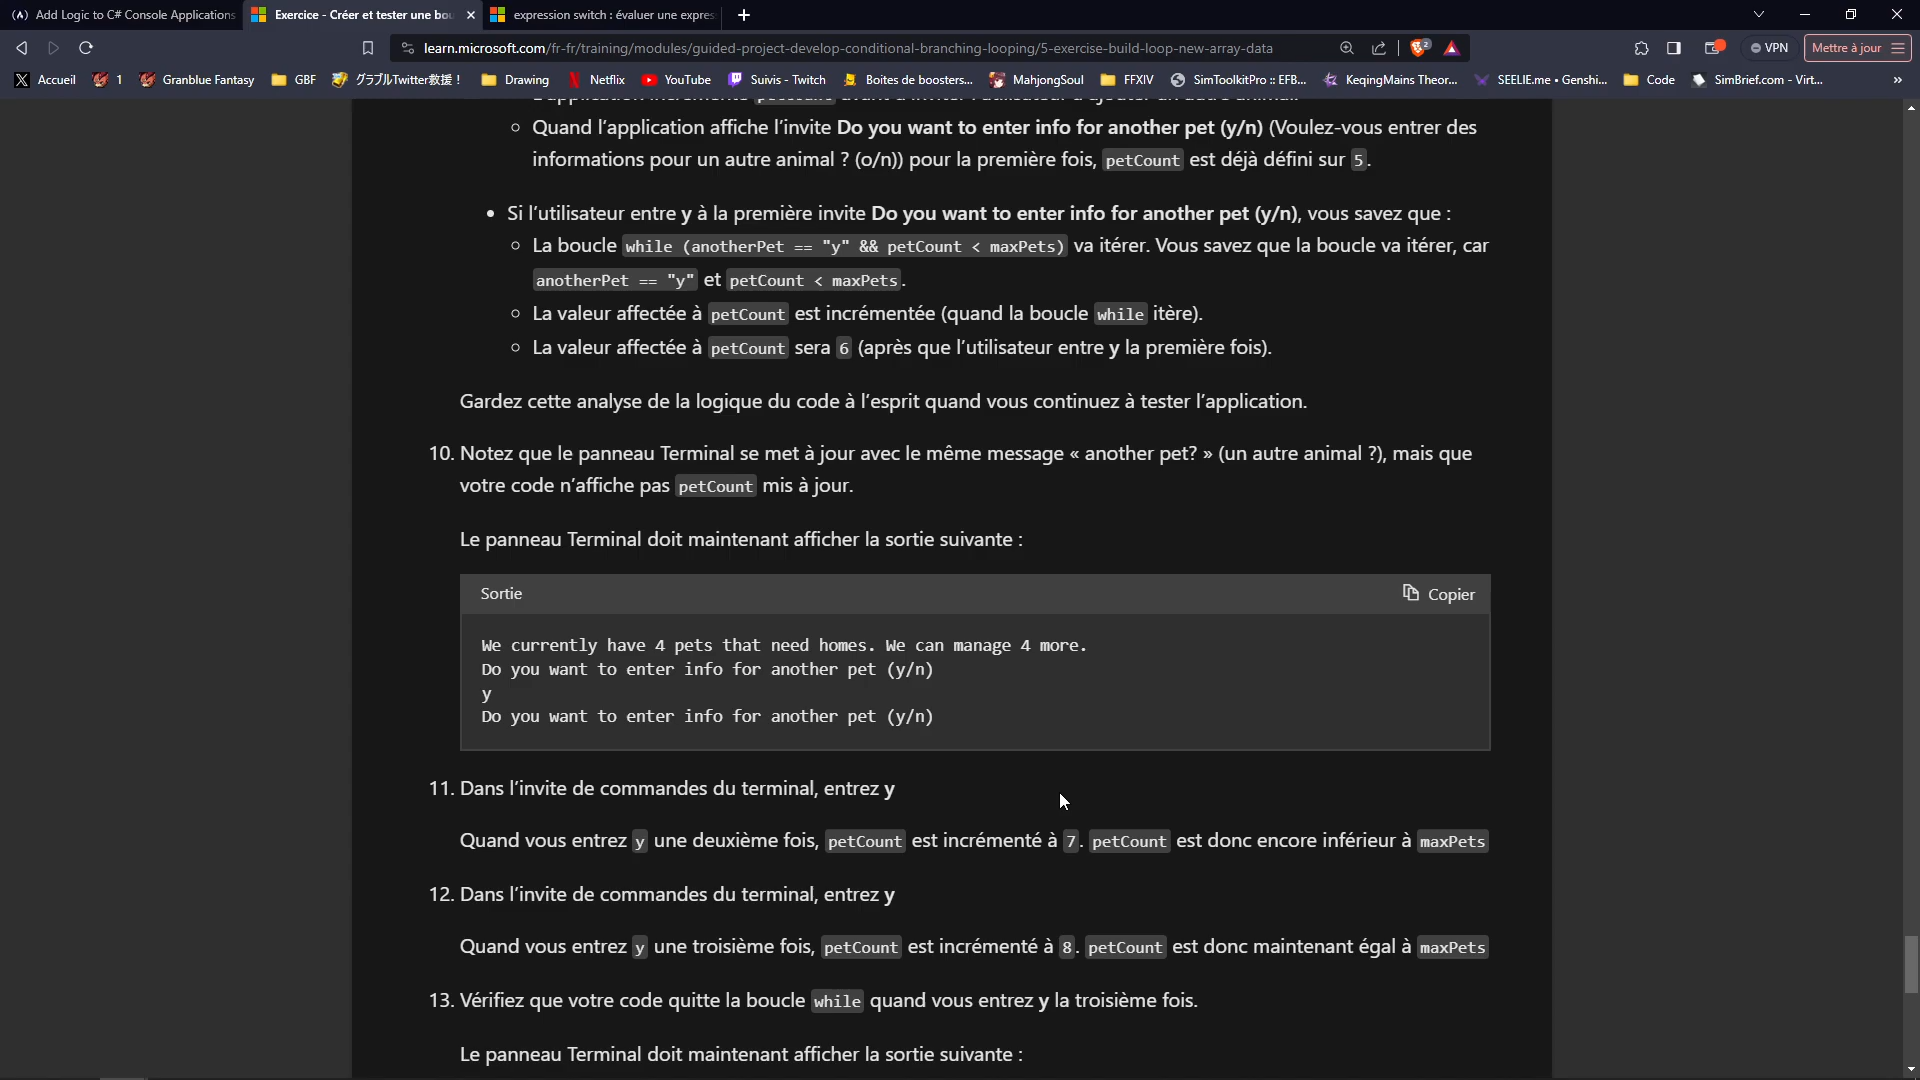 Add Logic to C# Console Applications
Exercice - Créer et tester une bou
expression switch : évaluer une expres
learn.microsoft.com/fr-fr/training/modules/guided-project-develop-conditional-branching-looping/5-exercise-build-loop-new-array-data
2
VPN
Mettre à jour
Accueil
1
Granblue Fantasy
GBF
グラブルTwitter救援！
Drawing
Netflix
YouTube
Suivis - Twitch
Boites de boosters...
MahjongSoul
FFXIV
SimToolkitPro :: EFB...
KeqingMains Theor...
SEELIE.me • Genshi...
Code
SimBrief.com - Virt...
»
◦ Quand l'application affiche l'invite Do you want to enter info for another pet (y/n) (Voulez-vous entrer des
informations pour un autre animal ? (o/n)) pour la première fois, petCount est déjà défini sur 5.
• Si l'utilisateur entre y à la première invite Do you want to enter info for another pet (y/n), vous savez que :
◦ La boucle while (anotherPet == "y" && petCount < maxPets) va itérer. Vous savez que la boucle va itérer, car
anotherPet == "y" et petCount < maxPets.
◦ La valeur affectée à petCount est incrémentée (quand la boucle while itère).
◦ La valeur affectée à petCount sera 6 (après que l'utilisateur entre y la première fois).
Gardez cette analyse de la logique du code à l'esprit quand vous continuez à tester l'application.
10. Notez que le panneau Terminal se met à jour avec le même message « another pet? » (un autre animal ?), mais que
votre code n'affiche pas petCount mis à jour.
Le panneau Terminal doit maintenant afficher la sortie suivante :
Sortie
Copier
We currently have 4 pets that need homes. We can manage 4 more.
Do you want to enter info for another pet (y/n)
y
Do you want to enter info for another pet (y/n)
11. Dans l'invite de commandes du terminal, entrez y
Quand vous entrez y une deuxième fois, petCount est incrémenté à 7. petCount est donc encore inférieur à maxPets
12. Dans l'invite de commandes du terminal, entrez y
Quand vous entrez y une troisième fois, petCount est incrémenté à 8. petCount est donc maintenant égal à maxPets
13. Vérifiez que votre code quitte la boucle while quand vous entrez y la troisième fois.
Le panneau Terminal doit maintenant afficher la sortie suivante :